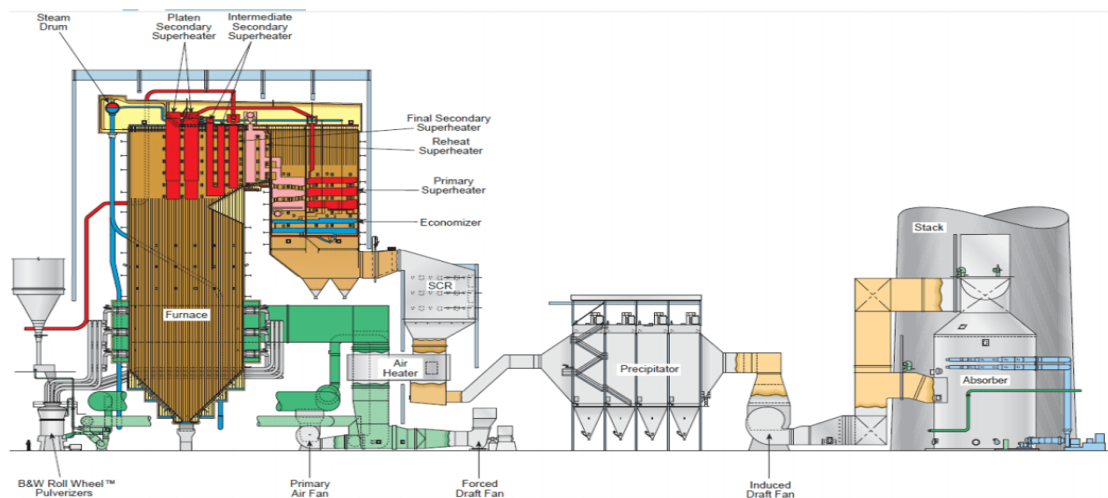 Steam
Drum
Platen
Secondary
Superheater
Intermediate
Secondary
Superheater
Final Secondary
Superheater
Reheat
Superheater
Primary
Superheater
Economizer
Stack
SCR
Furnace
Air
Heater
Precipitator
Absorber
B&W Roll Wheel™
Pulverizers
Primary
Air Fan
Forced
Draft Fan
Induced
Draft Fan